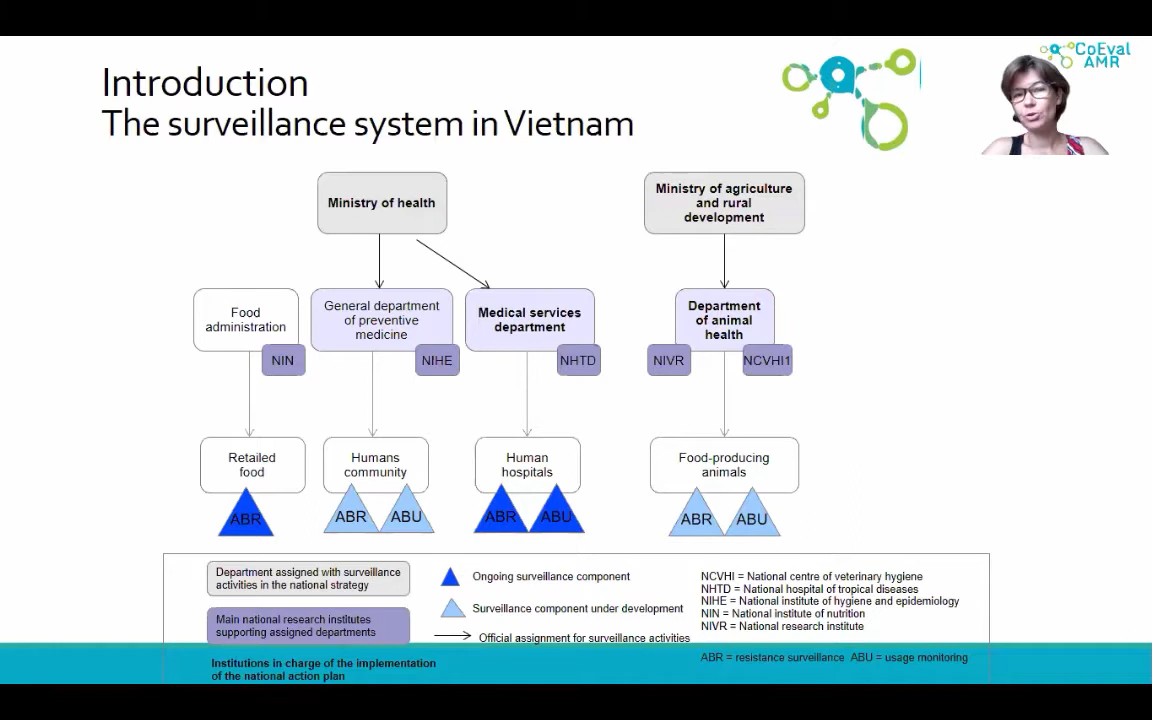 CoEval
AMR
Introduction
The surveillance system in Vietnam
Ministry of health
Ministry of agriculture
and rural
development
Food
administration
NIN
General department
of preventive
medicine
NIHE
Medical services
department
NHTD
Department
of animal
health
NIVR
NCVHI1
Retailed
food
ABR
Humans
community
ABR
ABU
Human
hospitals
ABR
ABU
Food-producing
animals
ABR
ABU
Department assigned with surveillance
activities in the national strategy
Main national research institutes
supporting assigned departments
Institutions in charge of the implementation
of the national action plan
Ongoing surveillance component
Surveillance component under development
Official assignment for surveillance activities
NCVHI = National centre of veterinary hygiene
NHTD = National hospital of tropical diseases
NIHE = National institute of hygiene and epidemiology
NIN = National institute of nutrition
NIVR = National research institute
ABR = resistance surveillance ABU = usage monitoring